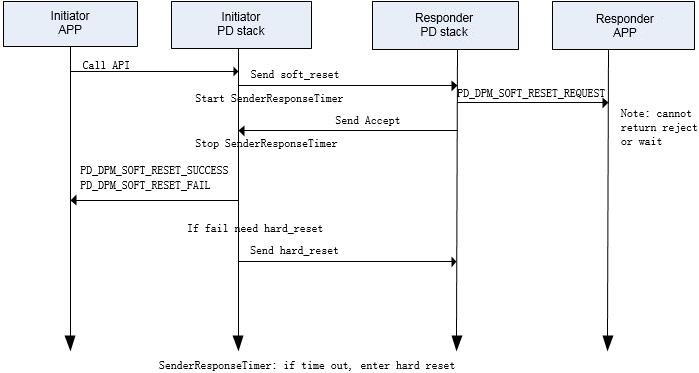 Initiator
APP
Initiator
PD stack
Responder
PD stack
Responder
APP
Call API
Send soft_reset
PD_DPM_SOFT_RESET_REQUEST
Start SenderResponseTimer
Note: cannot
return reject
or wait
Send Accept
Stop SenderResponseTimer
PD_DPM_SOFT_RESET_SUCCESS
PD_DPM_SOFT_RESET_FAIL
If fail need hard_reset
Send hard_reset
SenderResponseTimer: if time out, enter hard reset